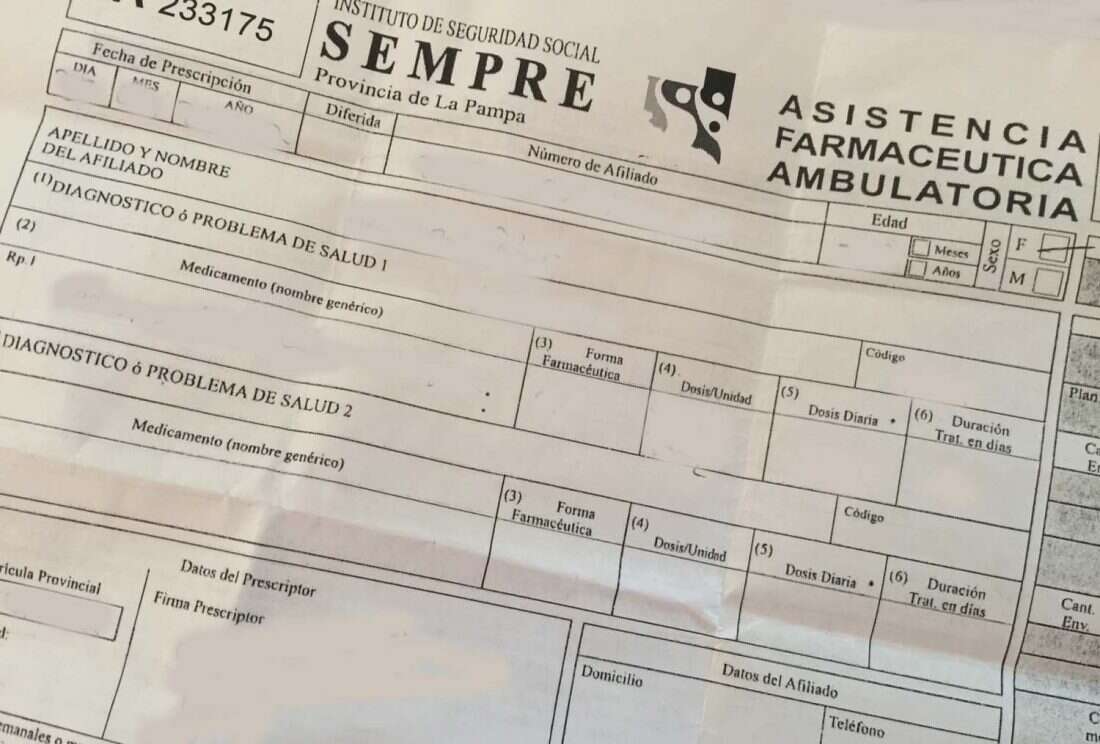 233175
INSTITUTO DE SEGURIDAD SOCIAL
SEMPRE
Provincia de La Pampa
ASISTENCIA
FARMACEUTICA
AMBULATORIA
Fecha de Prescripción
DIA
MES
AÑO
Diferida
Número de Afiliado
APELLIDO Y NOMBRE
DEL AFILIADO
Edad
Meses
Años
Sexo
F
M
(1) DIAGNOSTICO ó PROBLEMA DE SALUD 1
Código
(2)
Rp. I
Medicamento (nombre genérico)
(3) Forma
Farmacéutica
(4)
Dosis/Unidad
(5)
Dosis Diaria
(6) Duración
Trat. en días
Plan
DIAGNOSTICO ó PROBLEMA DE SALUD 2
Código
Medicamento (nombre genérico)
(3) Forma
Farmacéutica
(4)
Dosis/Unidad
(5)
Dosis Diaria
(6) Duración
Trat. en días
Cant.
Env.
Provincial
Datos del Prescriptor
Firma Prescriptor
Datos del Afiliado
Domicilio
Teléfono